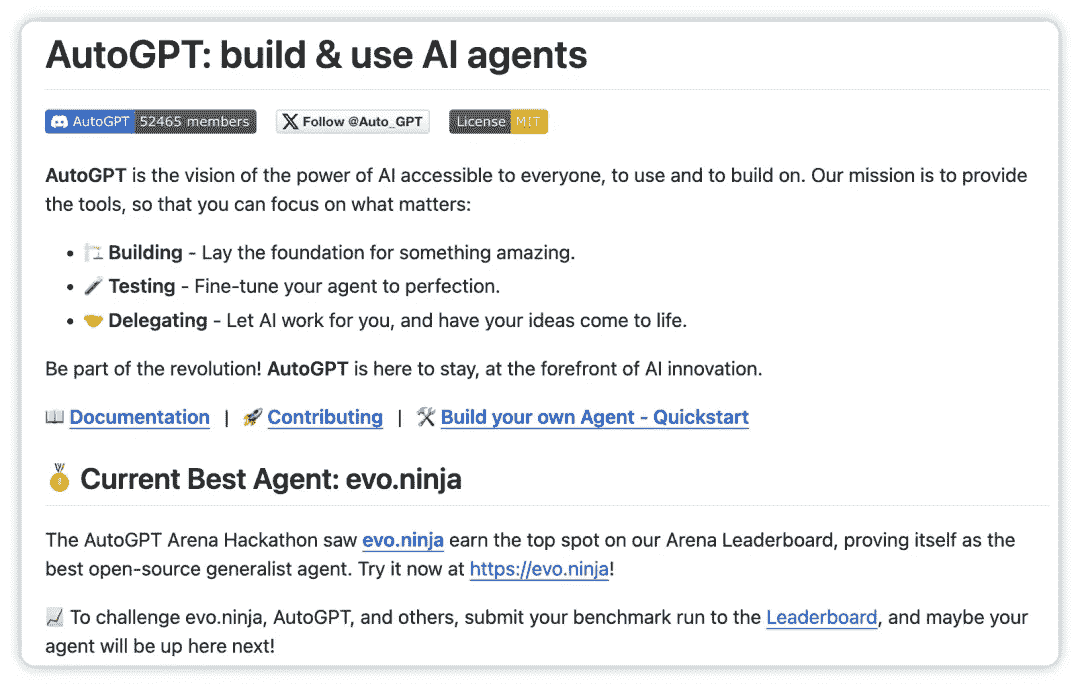 AutoGPT: build & use AI agents
AutoGPT 52465 members Follow @Auto_GPT License MIT
AutoGPT is the vision of the power of AI accessible to everyone, to use and to build on. Our mission is to provide
the tools, so that you can focus on what matters:
• 🏗️ Building - Lay the foundation for something amazing.
• 🧪 Testing - Fine-tune your agent to perfection.
• 🤝 Delegating - Let AI work for you, and have your ideas come to life.
Be part of the revolution! AutoGPT is here to stay, at the forefront of AI innovation.
📖 Documentation | 🚀 Contributing | 🛠️ Build your own Agent - Quickstart
🥇 Current Best Agent: evo.ninja
The AutoGPT Arena Hackathon saw evo.ninja earn the top spot on our Arena Leaderboard, proving itself as the
best open-source generalist agent. Try it now at https://evo.ninja!
📈 To challenge evo.ninja, AutoGPT, and others, submit your benchmark run to the Leaderboard, and maybe your
agent will be up here next!